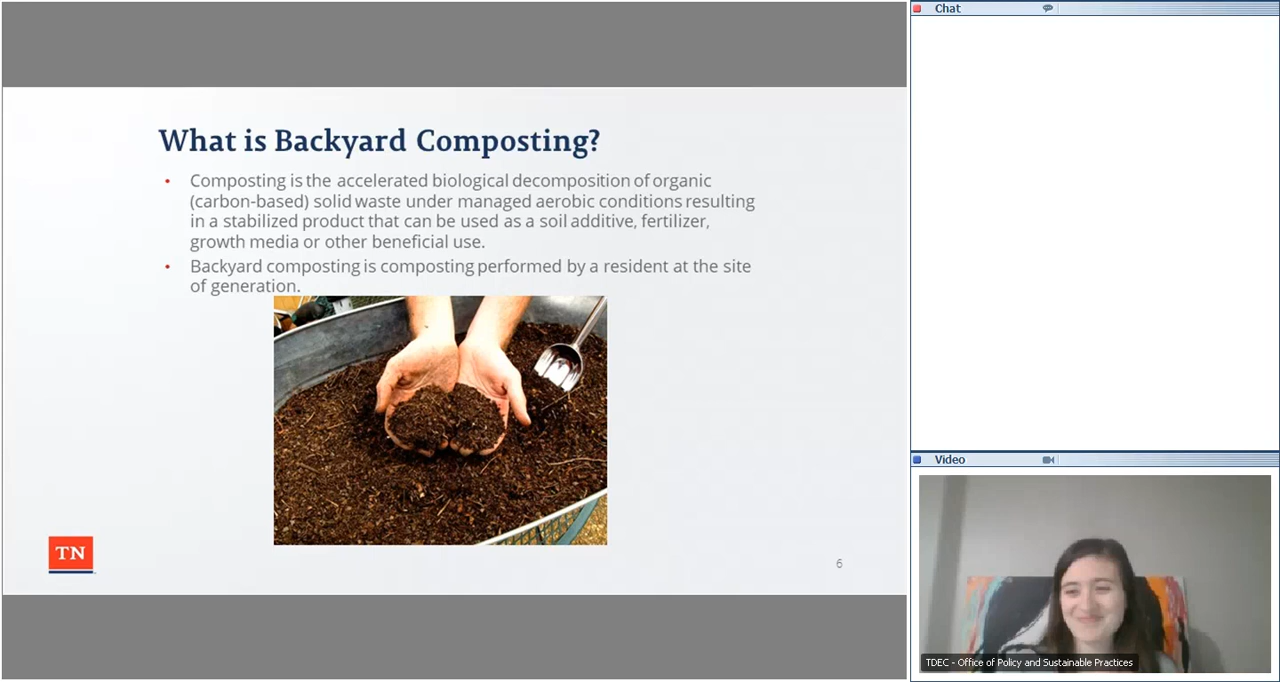 What is Backyard Composting?
• Composting is the accelerated biological decomposition of organic
(carbon-based) solid waste under managed aerobic conditions resulting
in a stabilized product that can be used as a soil additive, fertilizer,
growth media or other beneficial use.
• Backyard composting is composting performed by a resident at the site
of generation.
TN
6
Chat
Video
TDEC - Office of Policy and Sustainable Practices